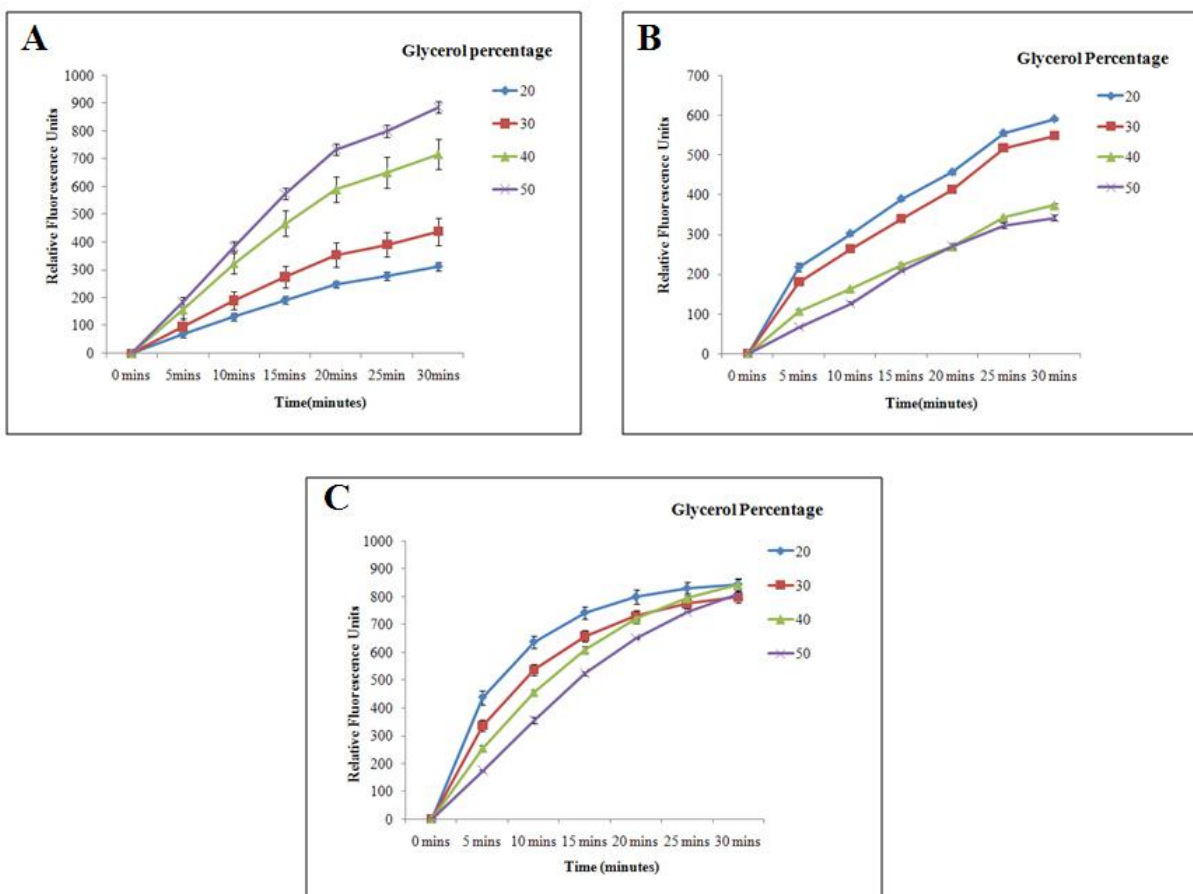 A
Glycerol percentage
1000
900
800
700
600
500
400
300
200
100
0
Relative Fluorescence Units
0 mins 5mins 10mins 15min 20mins 25min 30mins
Time(minutes)
20
30
40
50
B
Glycerol Percentage
700
600
500
400
300
200
100
0
Relative Fluorescence Units
0 mins 5 mins 10 mins 15 mins 20 mins 25 mins 30 mins
Time(minutes)
20
30
40
50
C
Glycerol Percentage
1000
900
800
700
600
500
400
300
200
100
0
Relative Fluorescence Units
0 mins 5 mins 10 mins 15 mins 20 mins 25 mins 30 mins
Time (minutes)
20
30
40
50